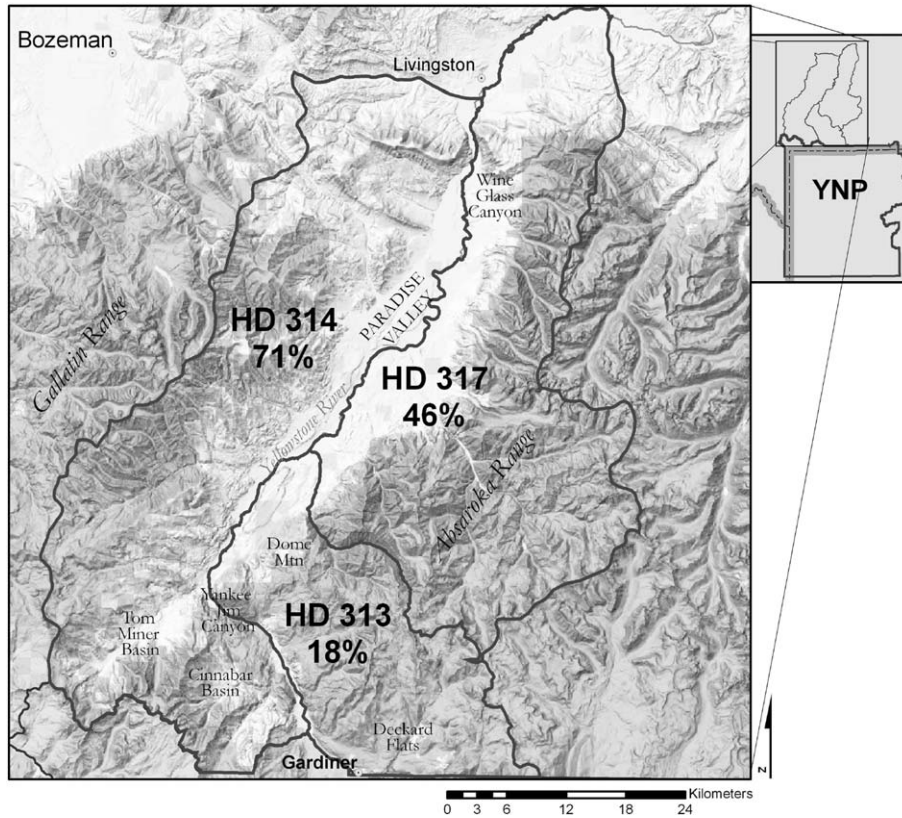 Bozeman
Livingston
Wine
Glass
Canyon
YNP
PARADISE
VALLEY
Gallatin Range
HD 314
71%
HD 317
46%
Yellowstone River
Absaroka Range
Dome
Mtn
Yankee
Jim
Canyon
HD 313
18%
Tom
Miner
Basin
Cinnabar
Basin
Deckard
Flats
Gardiner
N
Kilometers
0 3 6 12 18 24